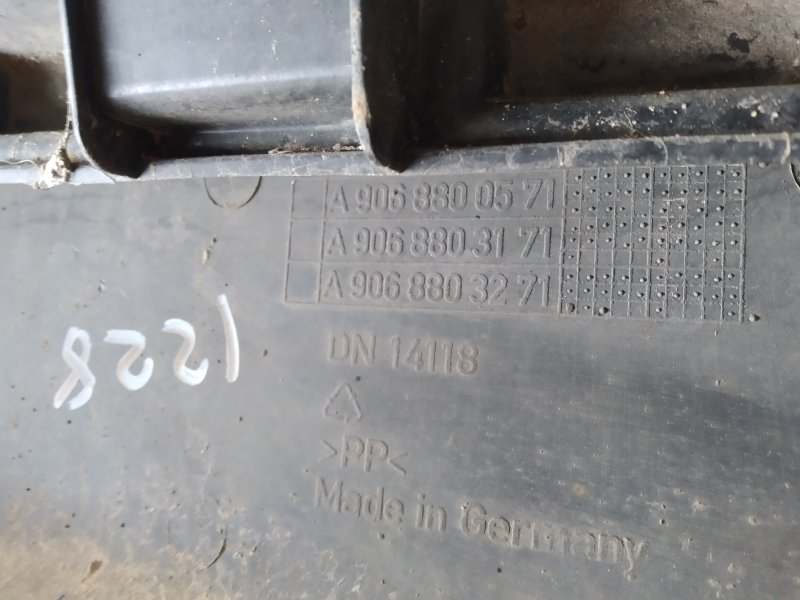 A 906 880 05 71
A 906 880 31 71
A 906 880 32 71
DN 14118
>PP<
Made in Germany
1228